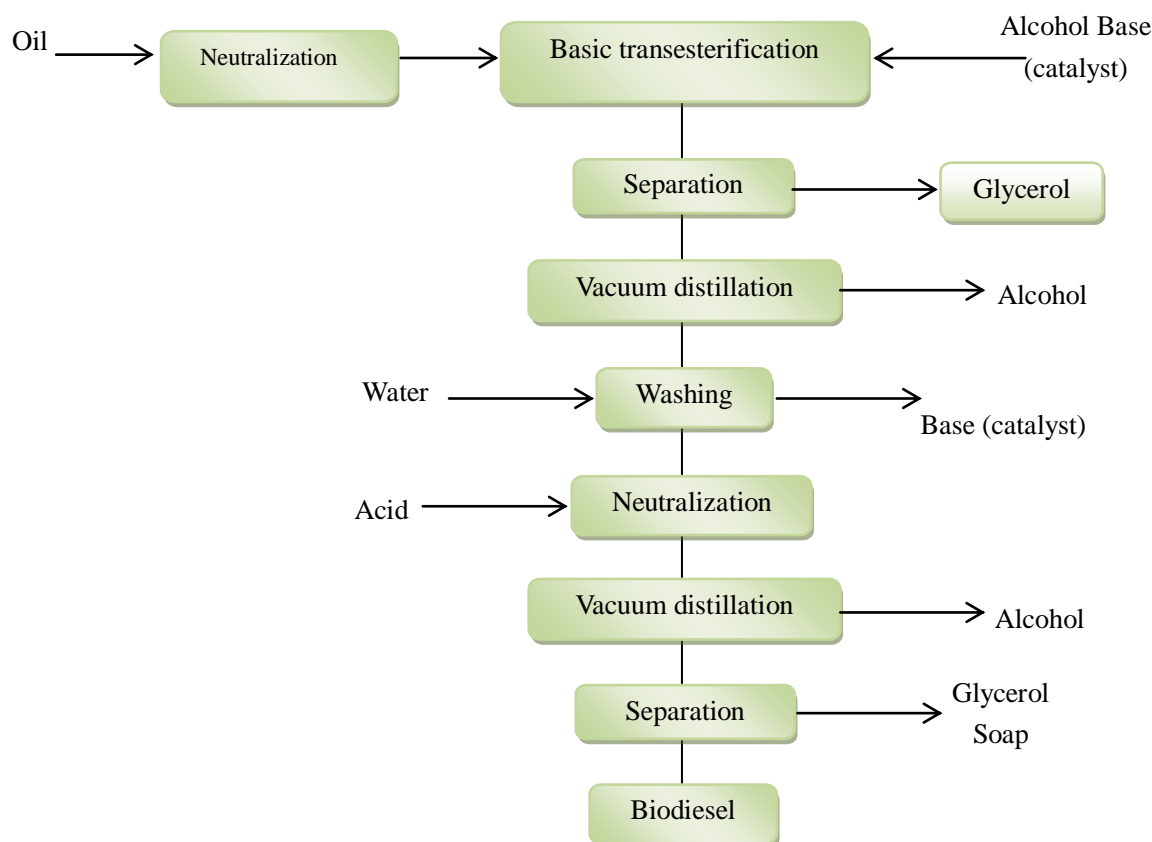 Oil
Neutralization
Basic transesterification
Alcohol Base
(catalyst)
Separation
Glycerol
Vacuum distillation
Alcohol
Water
Washing
Base (catalyst)
Acid
Neutralization
Vacuum distillation
Alcohol
Separation
Glycerol
Soap
Biodiesel